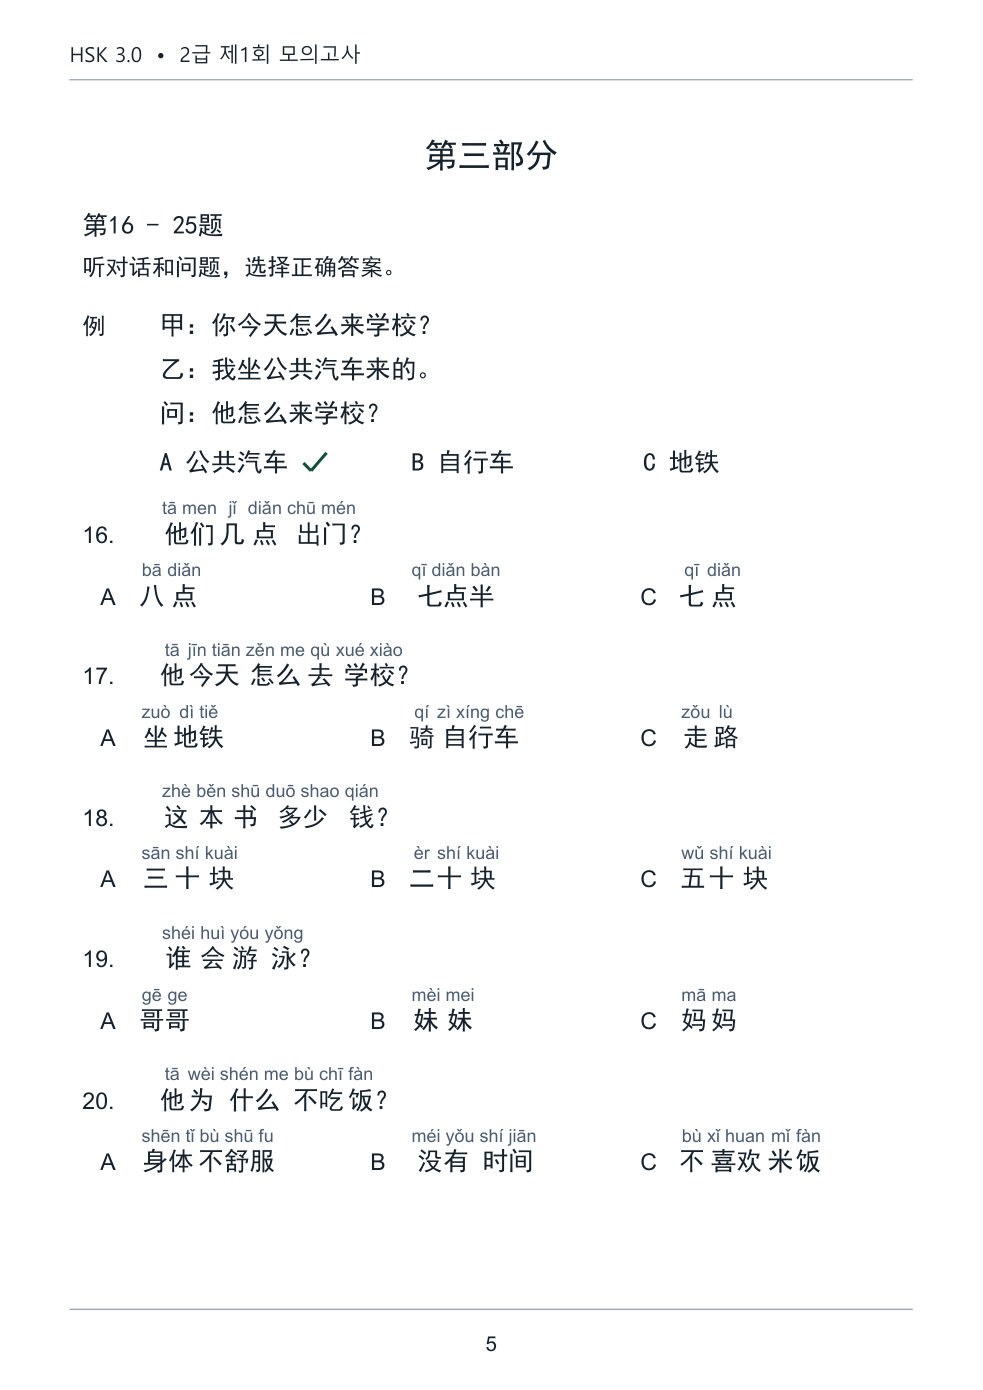 HSK 3.0 • 2급 제1회 모의고사
第三部分
第16 － 25题
听对话和问题，选择正确答案。
例 甲：你今天怎么来学校？
乙：我坐公共汽车来的。
问：他怎么来学校？
A 公共汽车 ✓ B 自行车 C 地铁
tā men jǐ diǎn chū mén
16. 他们几点出门？
bā diǎn qī diǎn bàn qī diǎn
A 八点 B 七点半 C 七点
tā jīn tiān zěn me qù xué xiào
17. 他今天怎么去学校？
zuò dì tiě qí zì xíng chē zǒu lù
A 坐地铁 B 骑自行车 C 走路
zhè běn shū duō shao qián
18. 这本书多少钱？
sān shí kuài èr shí kuài wǔ shí kuài
A 三十块 B 二十块 C 五十块
shéi huì yóu yǒng
19. 谁会游泳？
gē ge mèi mei mā ma
A 哥哥 B 妹妹 C 妈妈
tā wèi shén me bù chī fàn
20. 他为什么不吃饭？
shēn tǐ bù shū fu méi yǒu shí jiān bù xǐ huan mǐ fàn
A 身体不舒服 B 没有时间 C 不喜欢米饭
5